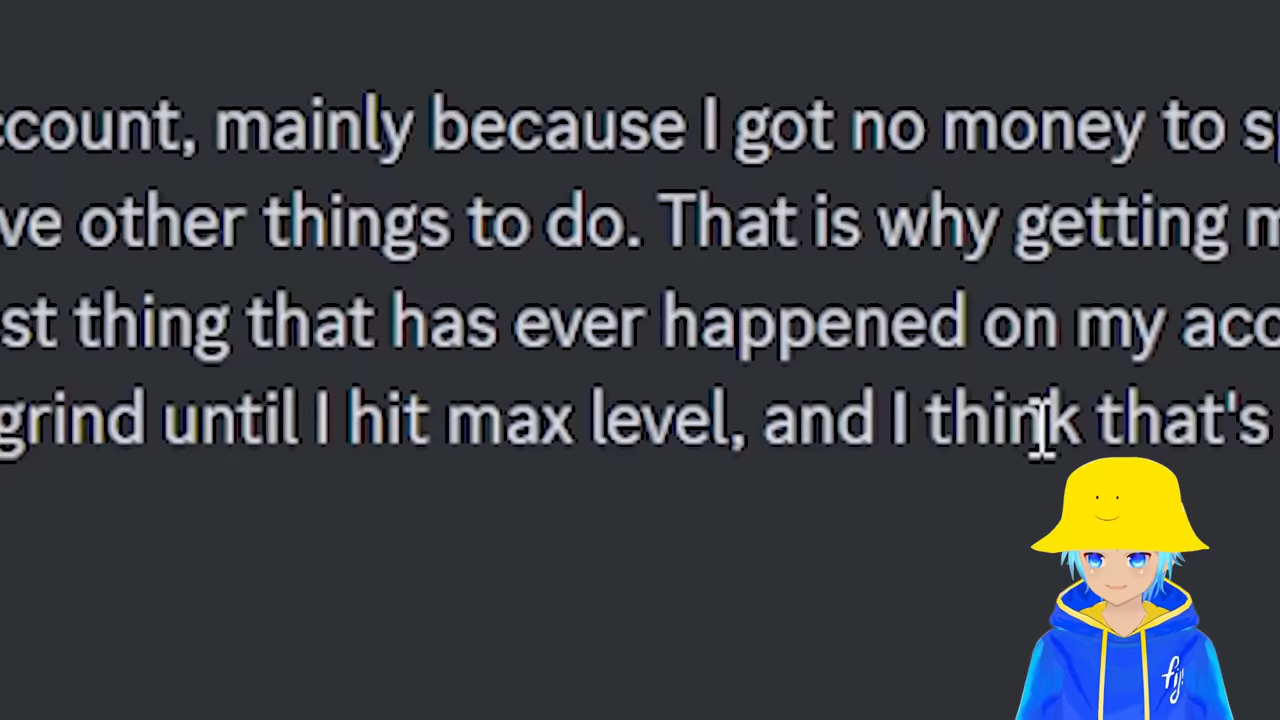 ccount, mainly because I got no money to sp
ve other things to do. That is why getting m
st thing that has ever happened on my acc
grind until I hit max level, and I think that's
fiji